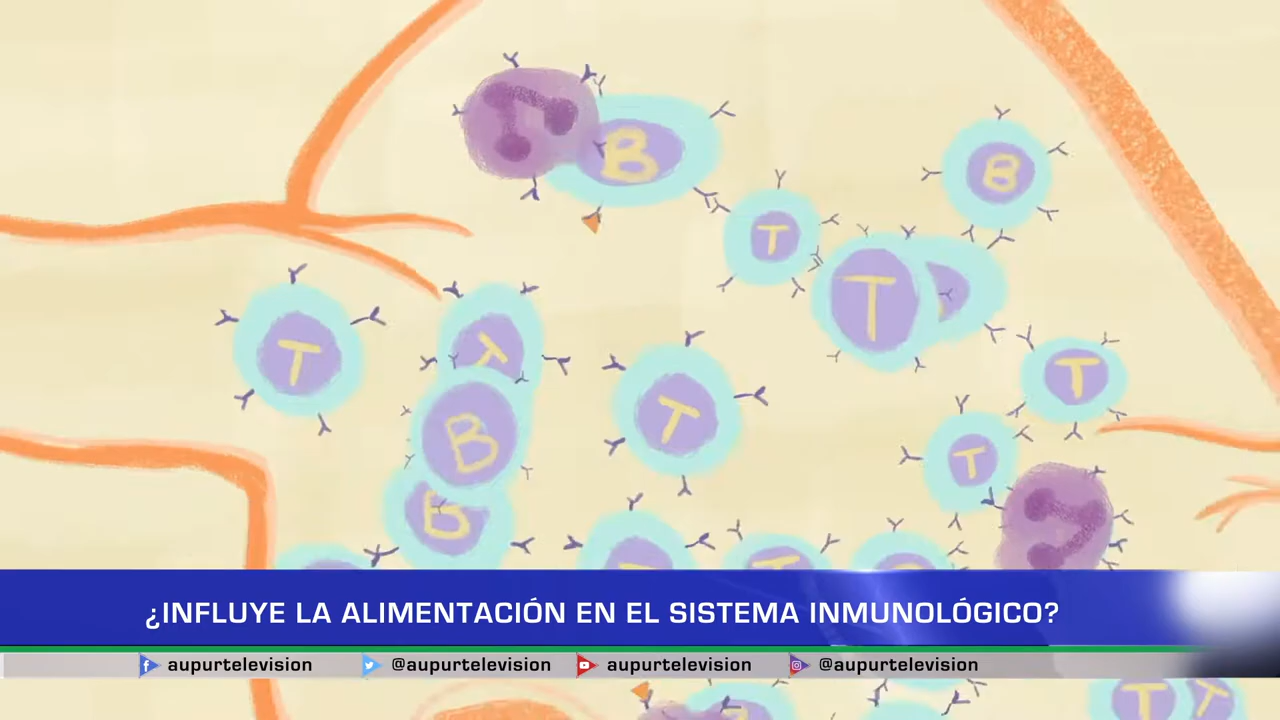 B
B
T
T
T
T
T
T
B
T
B
¿INFLUYE LA ALIMENTACIÓN EN EL SISTEMA INMUNOLÓGICO?
aupurtelevision @aupurtelevision aupurtelevision @aupurtelevision
T T